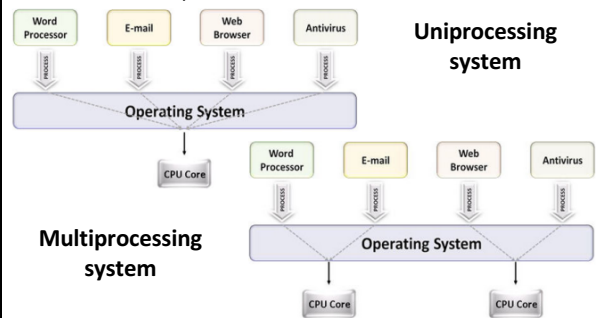 Word
Processor
E-mail
Web
Browser
Antivirus
PROCESS
PROCESS
PROCESS
PROCESS
Operating System
CPU Core
Uniprocessing
system
Word
Processor
E-mail
Web
Browser
Antivirus
PROCESS
PROCESS
PROCESS
PROCESS
Operating System
CPU Core
CPU Core
Multiprocessing
system